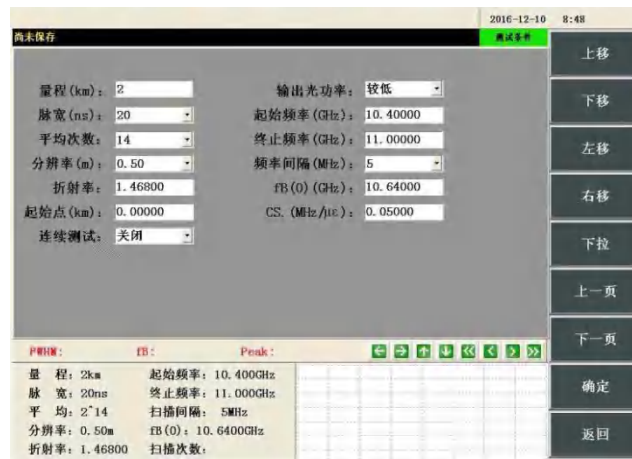 2016-12-10 8:48
尚未保存 测试条件
量程(km)： 2 输出光功率： 较低
脉宽(ns)： 20 起始频率(GHz)： 10.40000
平均次数： 14 终止频率(GHz)： 11.00000
分辨率(m)： 0.50 频率间隔(MHz)： 5
折射率： 1.46800 fB(0)(GHz)： 10.64000
起始点(km)： 0.00000 CS. (MHz/με)： 0.05000
连续测试： 关闭
上移
下移
左移
右移
下拉
上一页
下一页
确定
返回
PWHM： fB： Peak：
量 程： 2km 起始频率： 10.400GHz
脉 宽： 20ns 终止频率： 11.000GHz
平 均： 2^14 扫描间隔： 5MHz
分辨率： 0.50m fB(0)： 10.6400GHz
折射率： 1.46800 扫描次数：